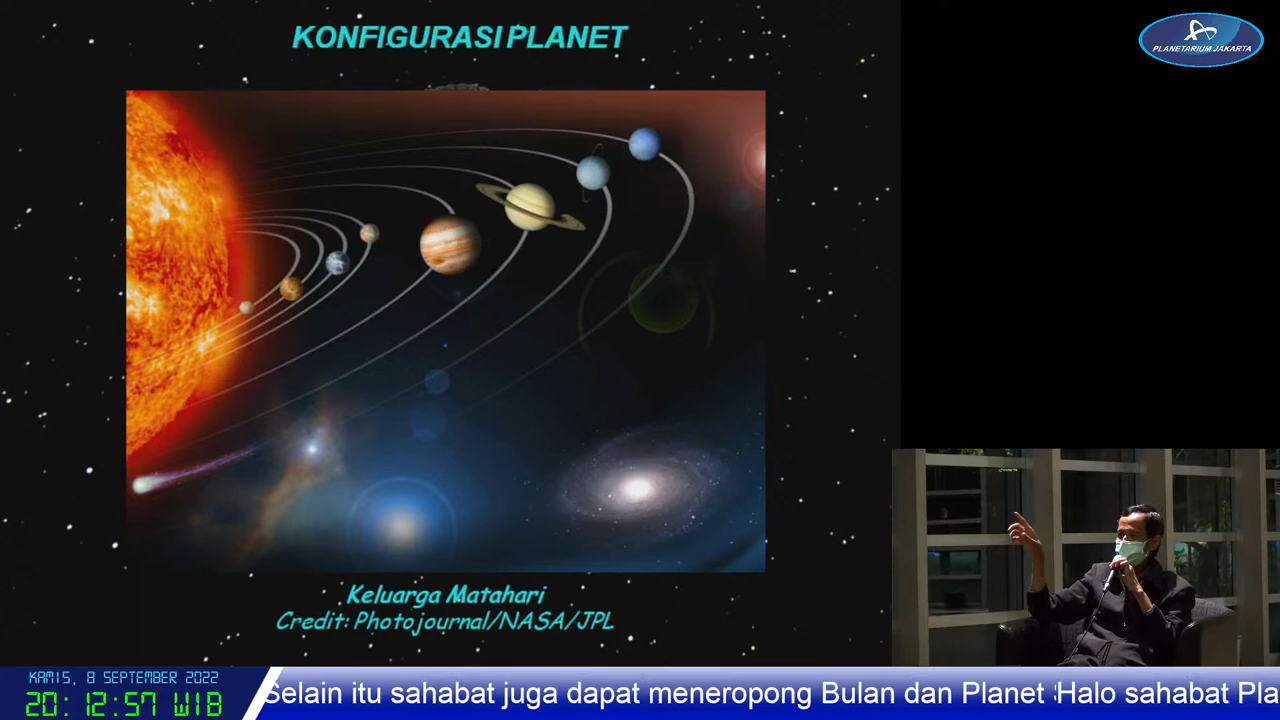 KONFIGURASI PLANET
PLANETARIUM JAKARTA
Keluarga Matahari
Credit: Photojournal/NASA/JPL
KAMIS, 8 SEPTEMBER 2022
20:12:57 WIB
Selain itu sahabat juga dapat meneropong Bulan dan Planet Halo sahabat Pla